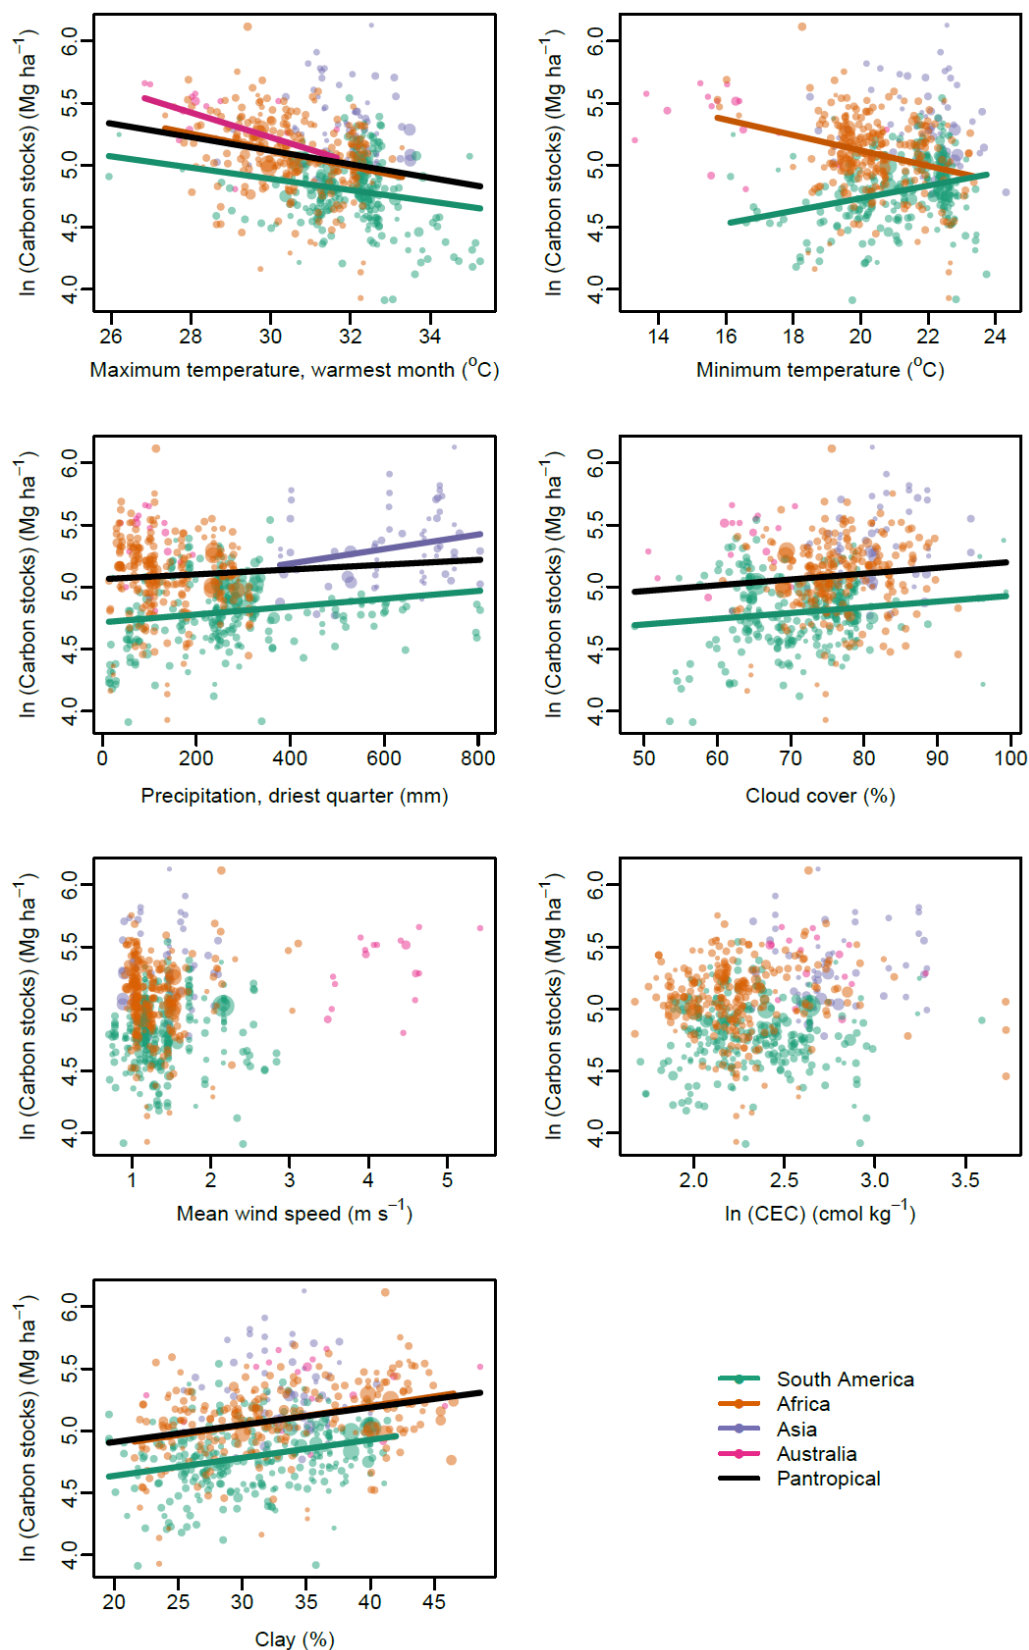 ln (Carbon stocks) (Mg ha⁻¹)
4.0 4.5 5.0 5.5 6.0
26 28 30 32 34
Maximum temperature, warmest month (°C)
ln (Carbon stocks) (Mg ha⁻¹)
4.0 4.5 5.0 5.5 6.0
14 16 18 20 22 24
Minimum temperature (°C)
ln (Carbon stocks) (Mg ha⁻¹)
4.0 4.5 5.0 5.5 6.0
0 200 400 600 800
Precipitation, driest quarter (mm)
ln (Carbon stocks) (Mg ha⁻¹)
4.0 4.5 5.0 5.5 6.0
50 60 70 80 90 100
Cloud cover (%)
ln (Carbon stocks) (Mg ha⁻¹)
4.0 4.5 5.0 5.5 6.0
1 2 3 4 5
Mean wind speed (m s⁻¹)
ln (Carbon stocks) (Mg ha⁻¹)
4.0 4.5 5.0 5.5 6.0
2.0 2.5 3.0 3.5
ln (CEC) (cmol kg⁻¹)
ln (Carbon stocks) (Mg ha⁻¹)
4.0 4.5 5.0 5.5 6.0
20 25 30 35 40 45
Clay (%)
South America
Africa
Asia
Australia
Pantropical